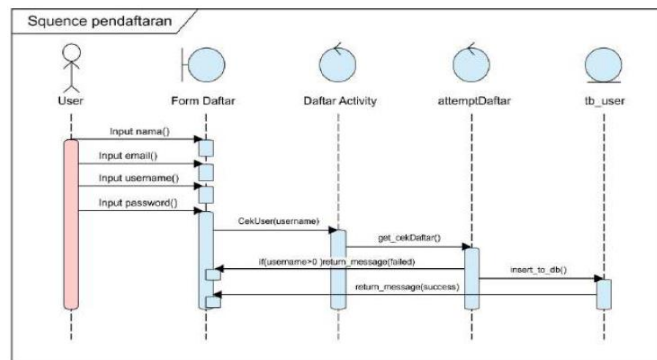 Squence pendaftaran
User
Form Daftar
Daftar Activity
attemptDaftar
tb_user
Input nama()
Input email()
Input username()
Input password()
CekUser(username)
get_cekDaftar()
if(username>0 )return_message(failed)
insert_to_db()
return_message(success)